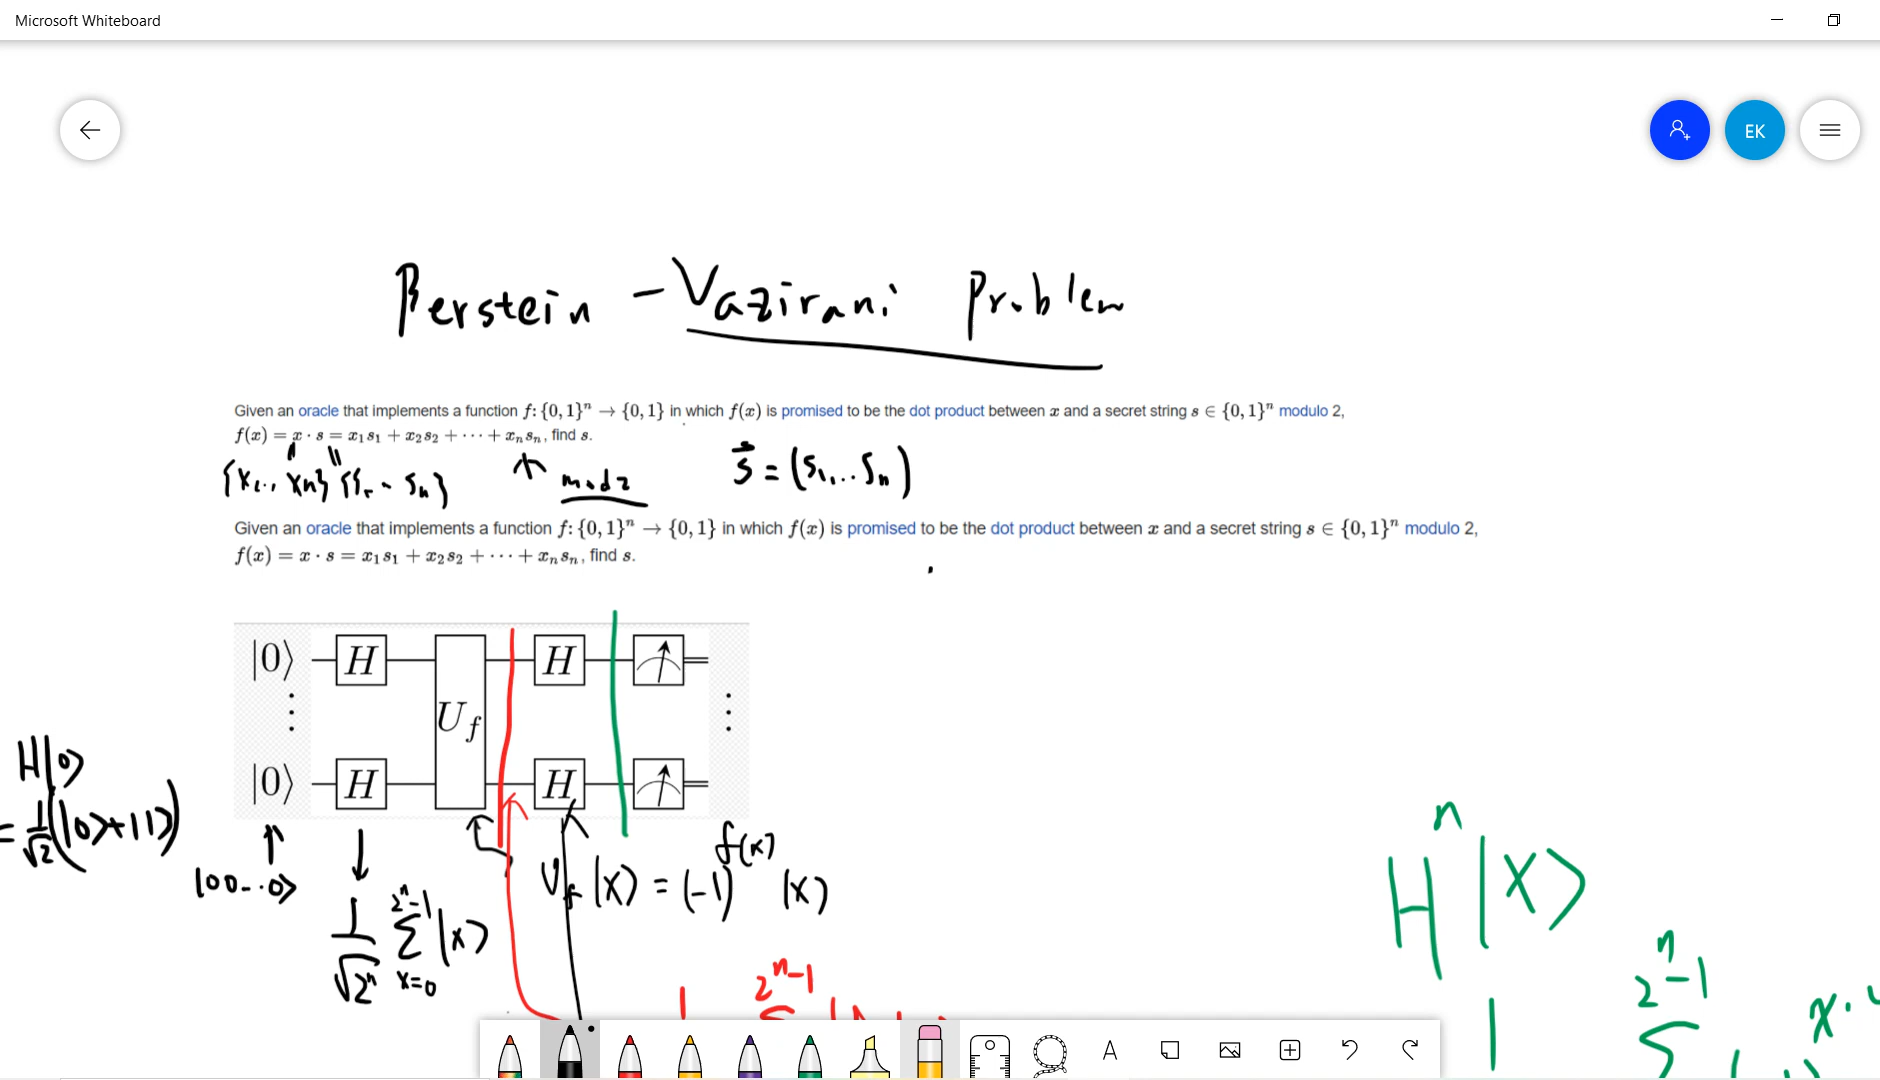 Microsoft Whiteboard
EK
Berstein - Vazirani Problem
Given an oracle that implements a function f: {0, 1}ⁿ → {0, 1} in which f(x) is promised to be the dot product between x and a secret string s ∈ {0, 1}ⁿ modulo 2,
f(x) = x · s = x₁s₁ + x₂s₂ + ··· + xₙsₙ, find s.
mod 2
s⃗ = (s₁,...sₙ)
Given an oracle that implements a function f: {0, 1}ⁿ → {0, 1} in which f(x) is promised to be the dot product between x and a secret string s ∈ {0, 1}ⁿ modulo 2,
f(x) = x · s = x₁s₁ + x₂s₂ + ··· + xₙsₙ, find s.
|0⟩ H H
⋮ U_f ⋮
|0⟩ H H
H|0⟩
= 1/√2 (|0⟩+|1⟩)
|00-··0⟩
U_f |x⟩ = (-1)^f(x) |x⟩
1/√2ⁿ Σ_{x=0}^{2ⁿ-1} |x⟩
Hⁿ|x⟩
2ⁿ-1
2ⁿ-1
A